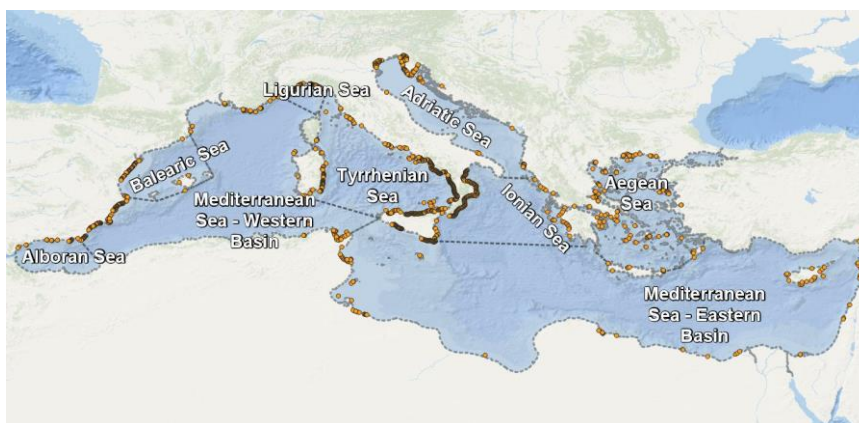 Ligurian Sea
Adriatic Sea
Balearic Sea
Tyrrhenian
Sea
Aegean
Sea
Mediterranean
Sea - Western
Basin
Ionian Sea
Alboran Sea
Mediterranean
Sea - Eastern
Basin